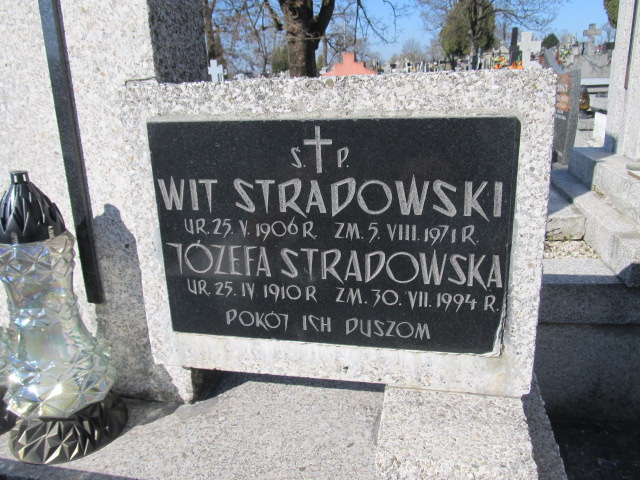 Ś. P.
WIT STRADOWSKI
UR. 25. V. 1906 R. ZM. 5. VIII. 1971 R.
JÓZEFA STRADOWSKA
UR. 25. IV 1910 R ZM. 30. VII. 1994 R.
POKÓJ ICH DUSZOM